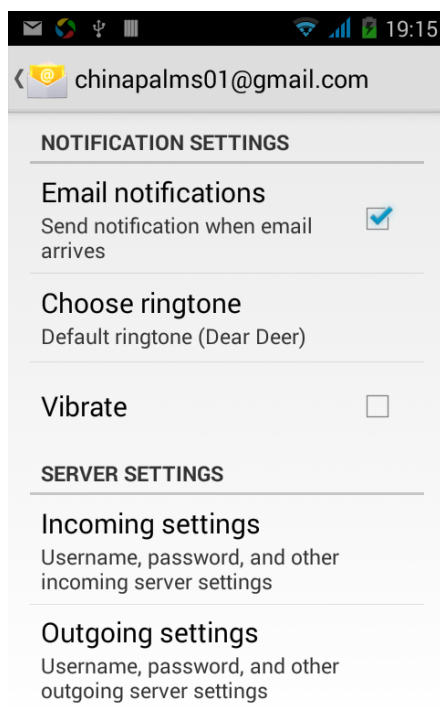 19:15
chinapalms01@gmail.com
NOTIFICATION SETTINGS
Email notifications
Send notification when email
arrives
Choose ringtone
Default ringtone (Dear Deer)
Vibrate
SERVER SETTINGS
Incoming settings
Username, password, and other
incoming server settings
Outgoing settings
Username, password, and other
outgoing server settings